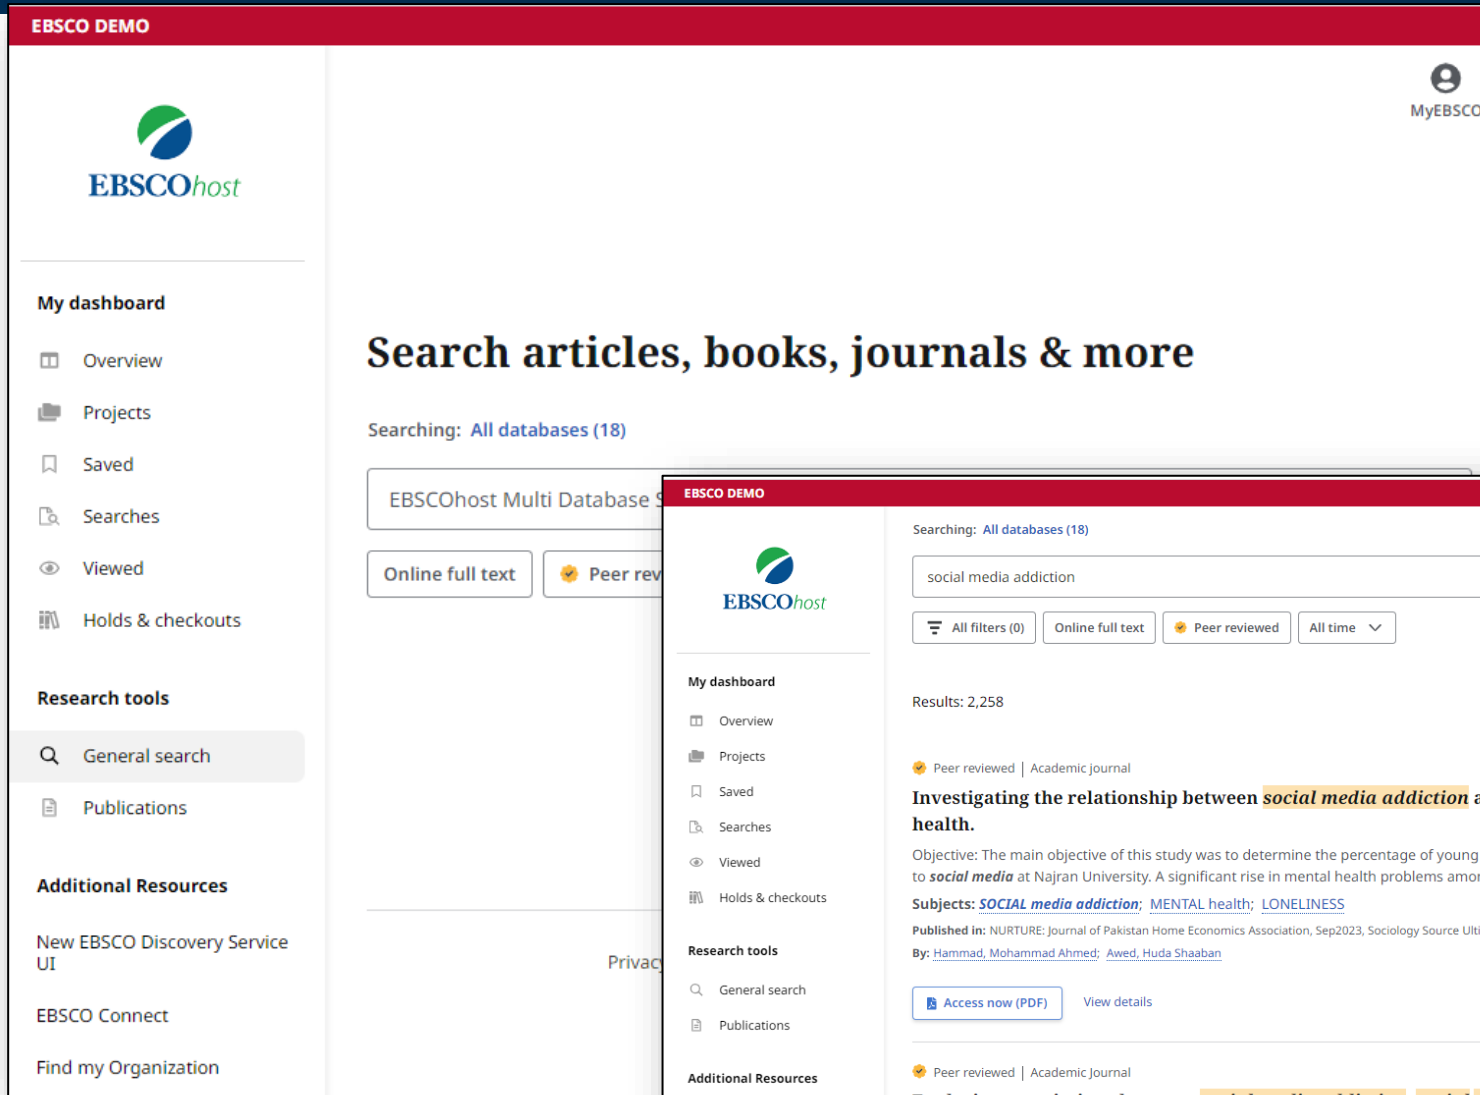 EBSCO DEMO
MyEBSCO
EBSCOhost
My dashboard
Overview
Projects
Saved
Searches
Viewed
Holds & checkouts
Research tools
General search
Publications
Additional Resources
New EBSCO Discovery Service
UI
EBSCO Connect
Find my Organization
Search articles, books, journals & more
Searching: All databases (18)
EBSCOhost Multi Database
Online full text
Peer rev
Privac
EBSCO DEMO
EBSCOhost
My dashboard
Overview
Projects
Saved
Searches
Viewed
Holds & checkouts
Research tools
General search
Publications
Additional Resources
Searching: All databases (18)
social media addiction
All filters (0) Online full text Peer reviewed All time
Results: 2,258
Peer reviewed | Academic journal
Investigating the relationship between social media addiction
health.
Objective: The main objective of this study was to determine the percentage of young
to social media at Najran University. A significant rise in mental health problems amon
Subjects: SOCIAL media addiction; MENTAL health; LONELINESS
Published in: NURTURE: Journal of Pakistan Home Economics Association, Sep2023, Sociology Source Ulti
By: Hammad, Mohammad Ahmed; Awed, Huda Shaaban
Access now (PDF) View details
Peer reviewed | Academic Journal